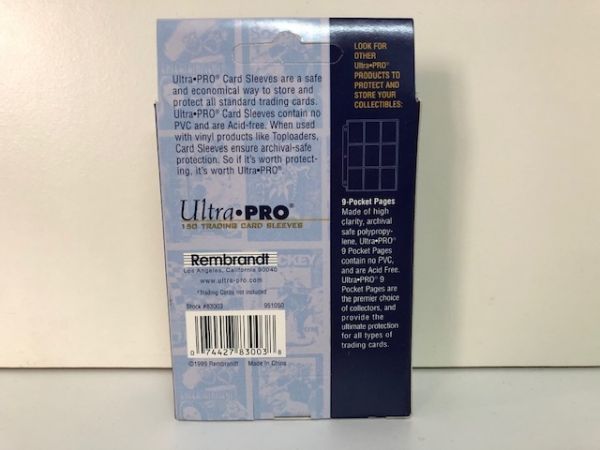 Ultra•PRO® Card Sleeves are a safe
and economical way to store and
protect all standard trading cards.
Ultra•PRO® Card Sleeves contain no
PVC and are Acid-free. When used
with vinyl products like Toploaders,
Card Sleeves ensure archival-safe
protection. So if it's worth protect-
ing, it's worth Ultra•PRO®.
Ultra•PRO®
150 TRADING CARD SLEEVES
Rembrandt
Los Angeles, California 90040
www.ultra-pro.com
*Trading Cards not included
Stock #83003 951050
0 74427 83003 8
©1999 Rembrandt Made in China
LOOK FOR
OTHER
Ultra•PRO®
PRODUCTS TO
PROTECT AND
STORE YOUR
COLLECTIBLES:
9-Pocket Pages
Made of high
clarity, archival
safe polypropy-
lene, Ultra•PRO®
9 Pocket Pages
contain no PVC,
and are Acid Free.
Ultra•PRO® 9
Pocket Pages are
the premier choice
of collectors, and
provide the
ultimate protection
for all types of
trading cards.